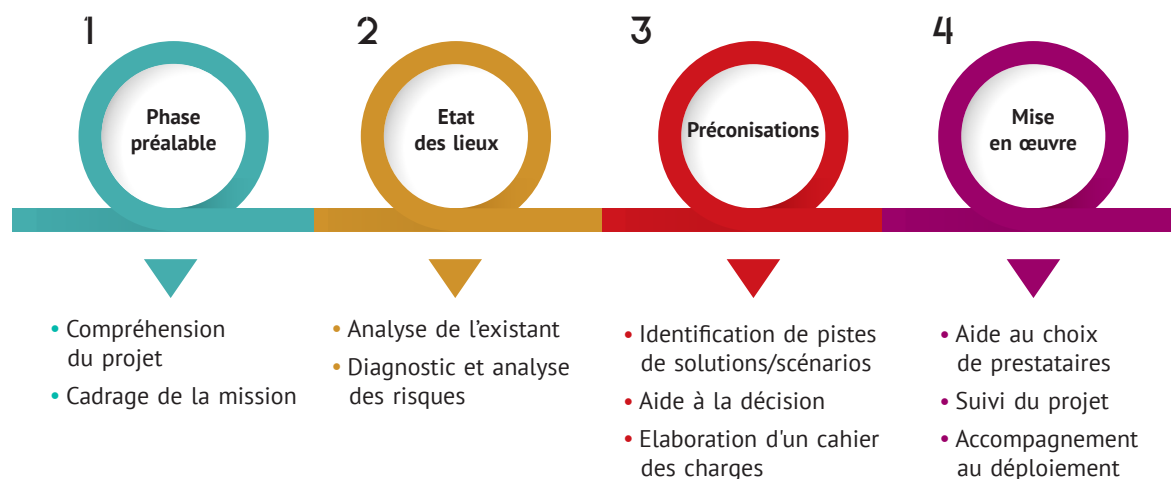 1
Phase
préalable
• Compréhension
du projet
• Cadrage de la mission
2
Etat
des lieux
• Analyse de l’existant
• Diagnostic et analyse
des risques
3
Préconisations
• Identification de pistes
de solutions/scénarios
• Aide à la décision
• Elaboration d'un cahier
des charges
4
Mise
en œuvre
• Aide au choix
de prestataires
• Suivi du projet
• Accompagnement
au déploiement